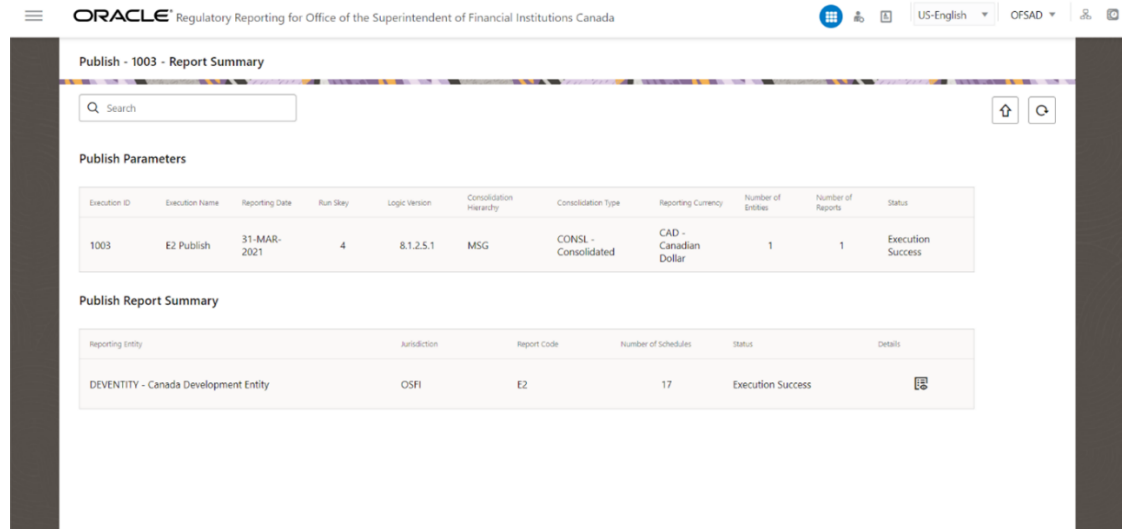 ORACLE® Regulatory Reporting for Office of the Superintendent of Financial Institutions Canada
US-English
OFSAD
Publish - 1003 - Report Summary
Search
Publish Parameters
Execution ID Execution Name Reporting Date Run Skey Logic Version Consolidation Hierarchy Consolidation Type Reporting Currency Number of Entities Number of Reports Status
1003 E2 Publish 31-MAR-2021 4 8.1.2.5.1 MSG CONSL - Consolidated CAD - Canadian Dollar 1 1 Execution Success
Publish Report Summary
Reporting Entity Jurisdiction Report Code Number of Schedules Status Details
DEVENTITY - Canada Development Entity OSFI E2 17 Execution Success